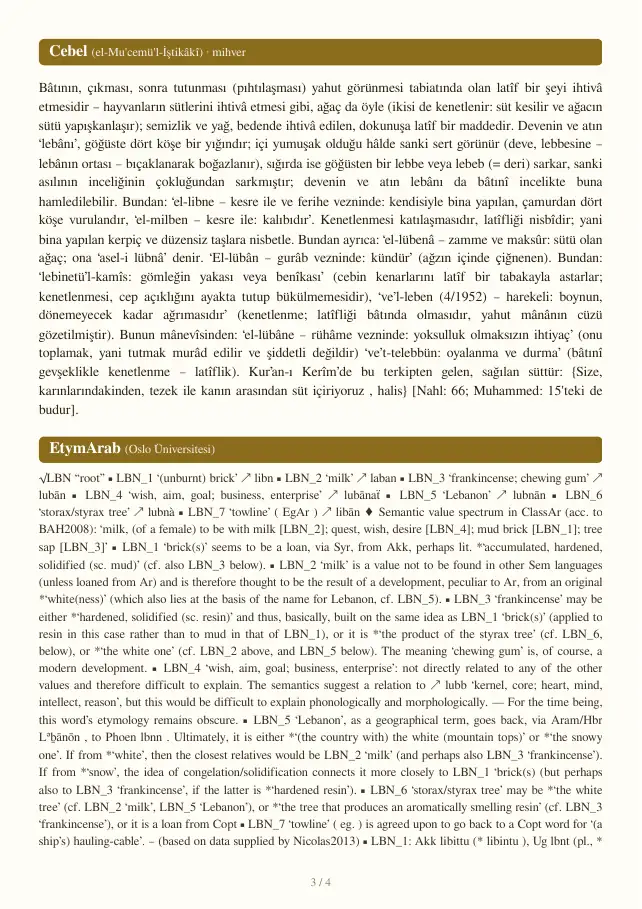 Cebel (el-Mu'cemü'l-İştikâkî) · mihver
Bâtının, çıkması, sonra tutunması (pıhtılaşması) yahut görünmesi tabiatında olan latîf bir şeyi ihtivâ
etmesidir – hayvanların sütlerini ihtivâ etmesi gibi, ağaç da öyle (ikisi de kenetlenir: süt kesilir ve ağacın
sütü yapışkanlaşır); semizlik ve yağ, bedende ihtivâ edilen, dokunuşa latîf bir maddedir. Devenin ve atın
‘lebânı’, göğüste dört köşe bir yığındır; içi yumuşak olduğu hâlde sanki sert görünür (deve, lebbesine –
lebânın ortası – bıçaklanarak boğazlanır), sığırda ise göğüsten bir lebbe veya lebeb (= deri) sarkar, sanki
asılının inceliğinin çokluğundan sarkmıştır; devenin ve atın lebânı da bâtınî incelikte buna
hamledilebilir. Bundan: ‘el-libne – kesre ile ve ferihe vezninde: kendisiyle bina yapılan, çamurdan dört
köşe vurulandır, ‘el-milben – kesre ile: kalıbıdır’. Kenetlenmesi katılaşmasıdır, latîfliği nisbîdir; yani
bina yapılan kerpiç ve düzensiz taşlara nisbetle. Bundan ayrıca: ‘el-lübenâ – zamme ve maksûr: sütü olan
ağaç; ona ‘asel-i lübnâ’ denir. ‘El-lübân – gurâb vezninde: kündür’ (ağzın içinde çiğnenen). Bundan:
‘lebinetü’l-kamîs: gömleğin yakası veya benîkası’ (cebin kenarlarını latîf bir tabakayla astarlar;
kenetlenmesi, cep açıklığını ayakta tutup bükülmemesidir), ‘ve’l-leben (4/1952) – harekeli: boynun,
dönemeyecek kadar ağrımasıdır’ (kenetlenme; latîfliği bâtında olmasıdır, yahut mânânın cüzü
gözetilmiştir). Bunun mânevîsinden: ‘el-lübâne – rühâme vezninde: yoksulluk olmaksızın ihtiyaç’ (onu
toplamak, yani tutmak murâd edilir ve şiddetli değildir) ‘ve’t-telebbün: oyalanma ve durma’ (bâtınî
gevşeklikle kenetlenme – latîflik). Kur’an-ı Kerîm’de bu terkipten gelen, sağılan süttür: {Size,
karınlarındakinden, tezek ile kanın arasından süt içiriyoruz , halis} [Nahl: 66; Muhammed: 15'teki de
budur].
EtymArab (Oslo Üniversitesi)
√LBN “root” ▪ LBN_1 ‘(unburnt) brick’ ↗ libn ▪ LBN_2 ‘milk’ ↗ laban ▪ LBN_3 ‘frankincense; chewing gum’ ↗
lubān ▪ LBN_4 ‘wish, aim, goal; business, enterprise’ ↗ lubānaẗ ▪ LBN_5 ‘Lebanon’ ↗ lubnān ▪ LBN_6
‘storax/styrax tree’ ↗ lubnà ▪ LBN_7 ‘towline’ ( EgAr ) ↗ libān ♦ Semantic value spectrum in ClassAr (acc. to
BAH2008): ‘milk, (of a female) to be with milk [LBN_2]; quest, wish, desire [LBN_4]; mud brick [LBN_1]; tree
sap [LBN_3]’ ▪ LBN_1 ‘brick(s)’ seems to be a loan, via Syr, from Akk, perhaps lit. *‘accumulated, hardened,
solidified (sc. mud)’ (cf. also LBN_3 below). ▪ LBN_2 ‘milk’ is a value not to be found in other Sem languages
(unless loaned from Ar) and is therefore thought to be the result of a development, peculiar to Ar, from an original
*‘white(ness)’ (which also lies at the basis of the name for Lebanon, cf. LBN_5). ▪ LBN_3 ‘frankincense’ may be
either *‘hardened, solidified (sc. resin)’ and thus, basically, built on the same idea as LBN_1 ‘brick(s)’ (applied to
resin in this case rather than to mud in that of LBN_1), or it is *‘the product of the styrax tree’ (cf. LBN_6,
below), or *‘the white one’ (cf. LBN_2 above, and LBN_5 below). The meaning ‘chewing gum’ is, of course, a
modern development. ▪ LBN_4 ‘wish, aim, goal; business, enterprise’: not directly related to any of the other
values and therefore difficult to explain. The semantics suggest a relation to ↗ lubb ‘kernel, core; heart, mind,
intellect, reason’, but this would be difficult to explain phonologically and morphologically. — For the time being,
this word’s etymology remains obscure. ▪ LBN_5 ‘Lebanon’, as a geographical term, goes back, via Aram/Hbr
Lᵊḇānōn , to Phoen lbnn . Ultimately, it is either *‘(the country with) the white (mountain tops)’ or *‘the snowy
one’. If from *‘white’, then the closest relatives would be LBN_2 ‘milk’ (and perhaps also LBN_3 ‘frankincense’).
If from *‘snow’, the idea of congelation/solidification connects it more closely to LBN_1 ‘brick(s) (but perhaps
also to LBN_3 ‘frankincense’, if the latter is *‘hardened resin’). ▪ LBN_6 ‘storax/styrax tree’ may be *‘the white
tree’ (cf. LBN_2 ‘milk’, LBN_5 ‘Lebanon’), or *‘the tree that produces an aromatically smelling resin’ (cf. LBN_3
‘frankincense’), or it is a loan from Copt ▪ LBN_7 ‘towline’ ( eg. ) is agreed upon to go back to a Copt word for ‘(a
ship’s) hauling-cable’. – (based on data supplied by Nicolas2013) ▪ LBN_1: Akk libittu (* libintu ), Ug lbnt (pl., *
3 / 4